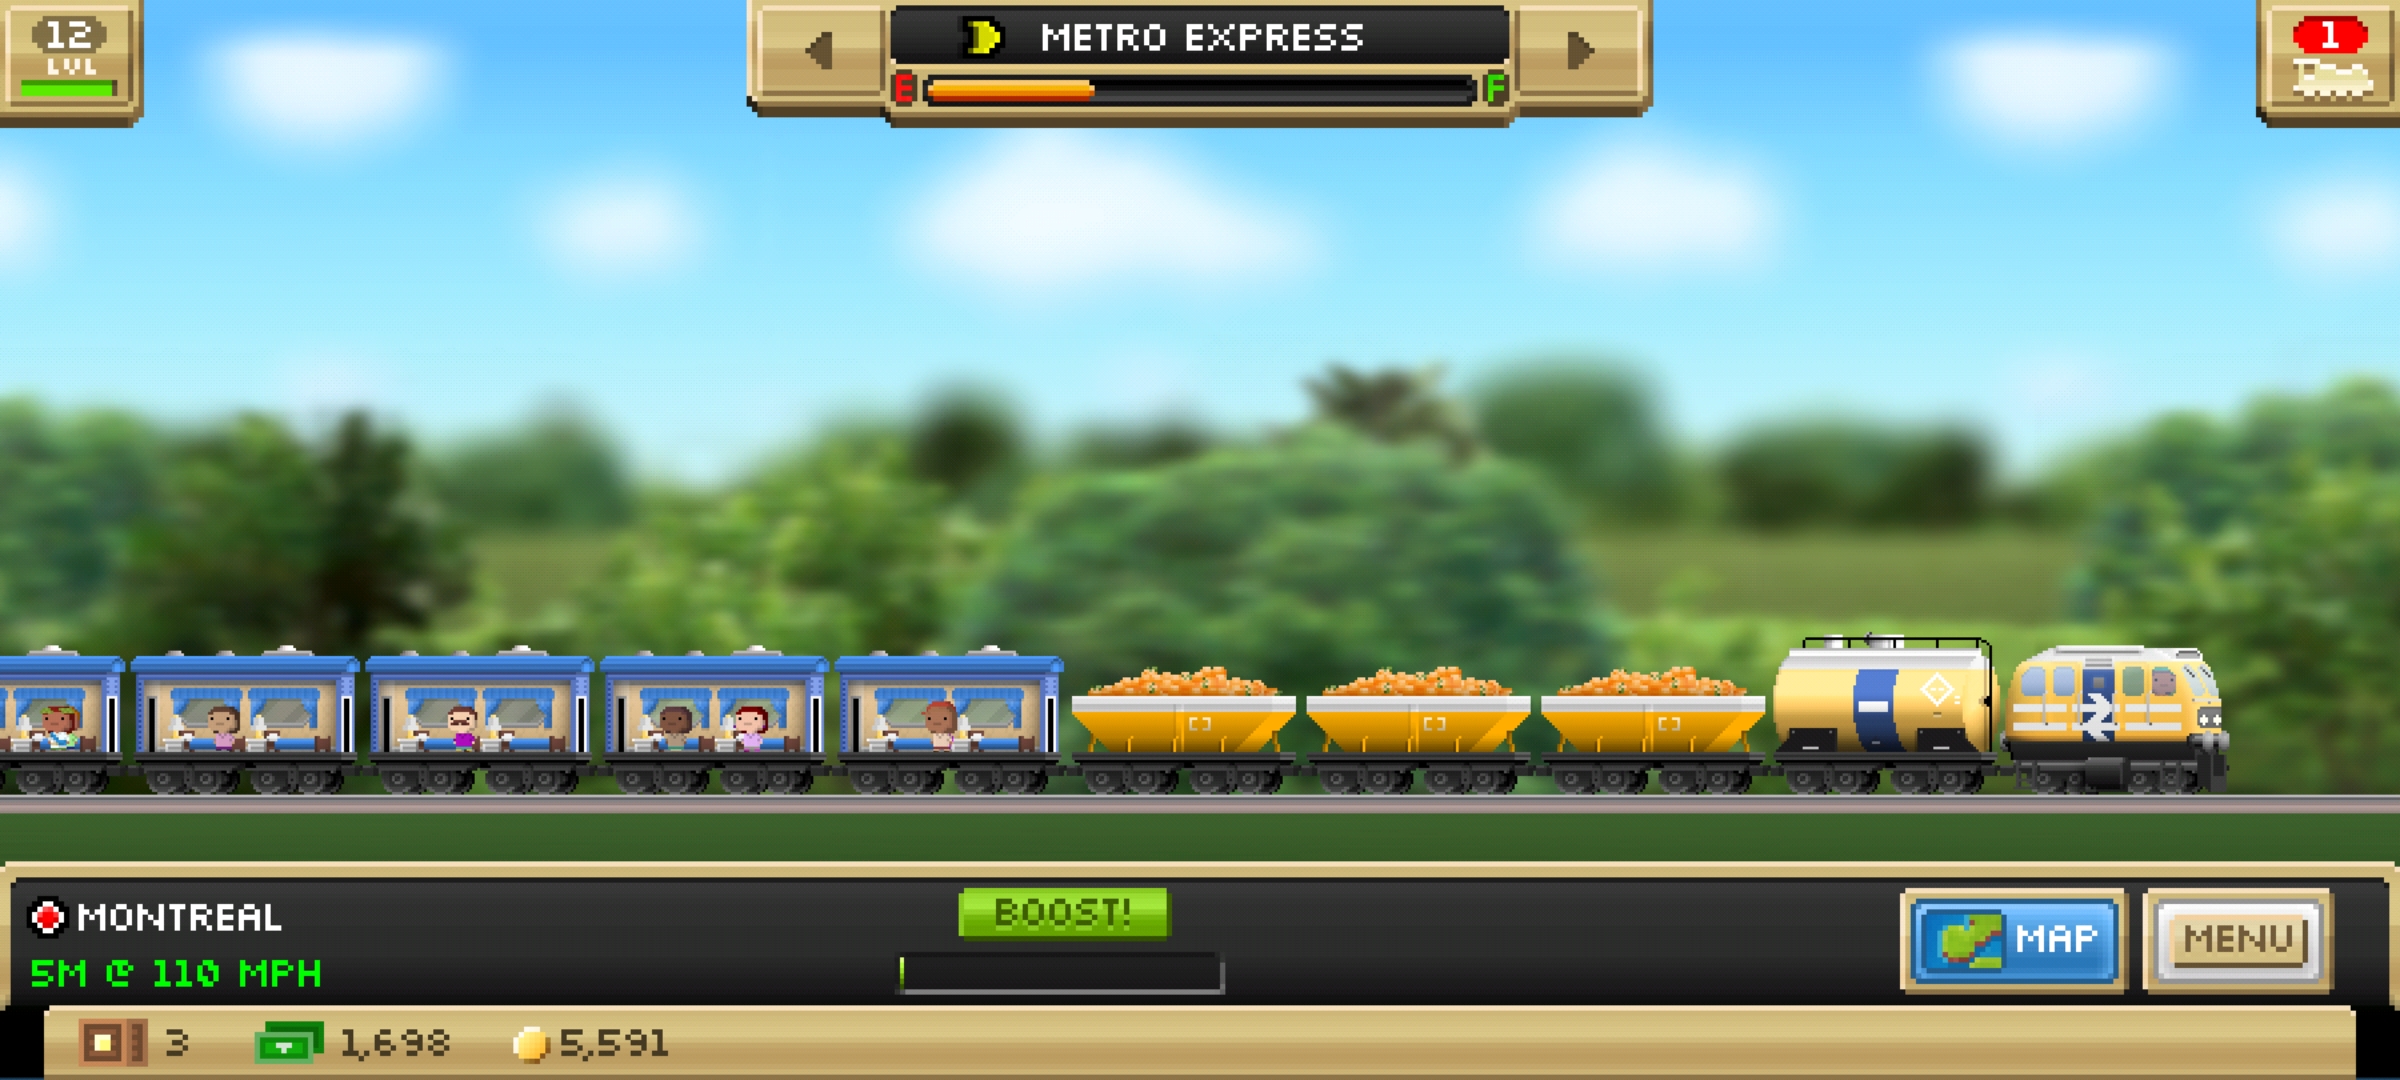 12
LVL
METRO EXPRESS
E F
1
MONTREAL
5M @ 110 MPH
BOOST!
MAP
MENU
3
1,698
5,591